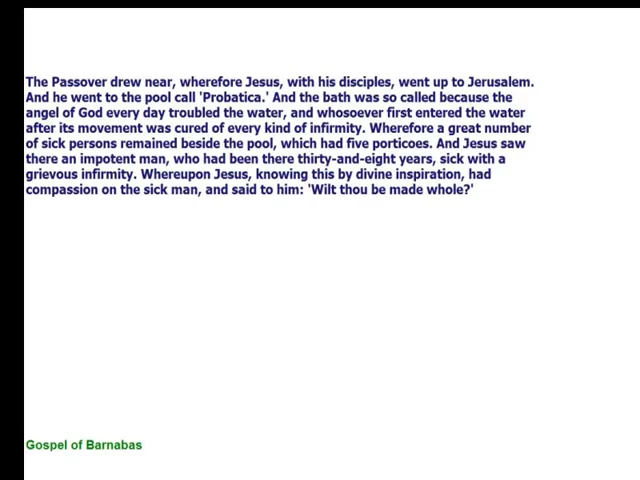 The Passover drew near, wherefore Jesus, with his disciples, went up to Jerusalem.
And he went to the pool call 'Probatica.' And the bath was so called because the
angel of God every day troubled the water, and whosoever first entered the water
after its movement was cured of every kind of infirmity. Wherefore a great number
of sick persons remained beside the pool, which had five porticoes. And Jesus saw
there an impotent man, who had been there thirty-and-eight years, sick with a
grievous infirmity. Whereupon Jesus, knowing this by divine inspiration, had
compassion on the sick man, and said to him: 'Wilt thou be made whole?'
Gospel of Barnabas